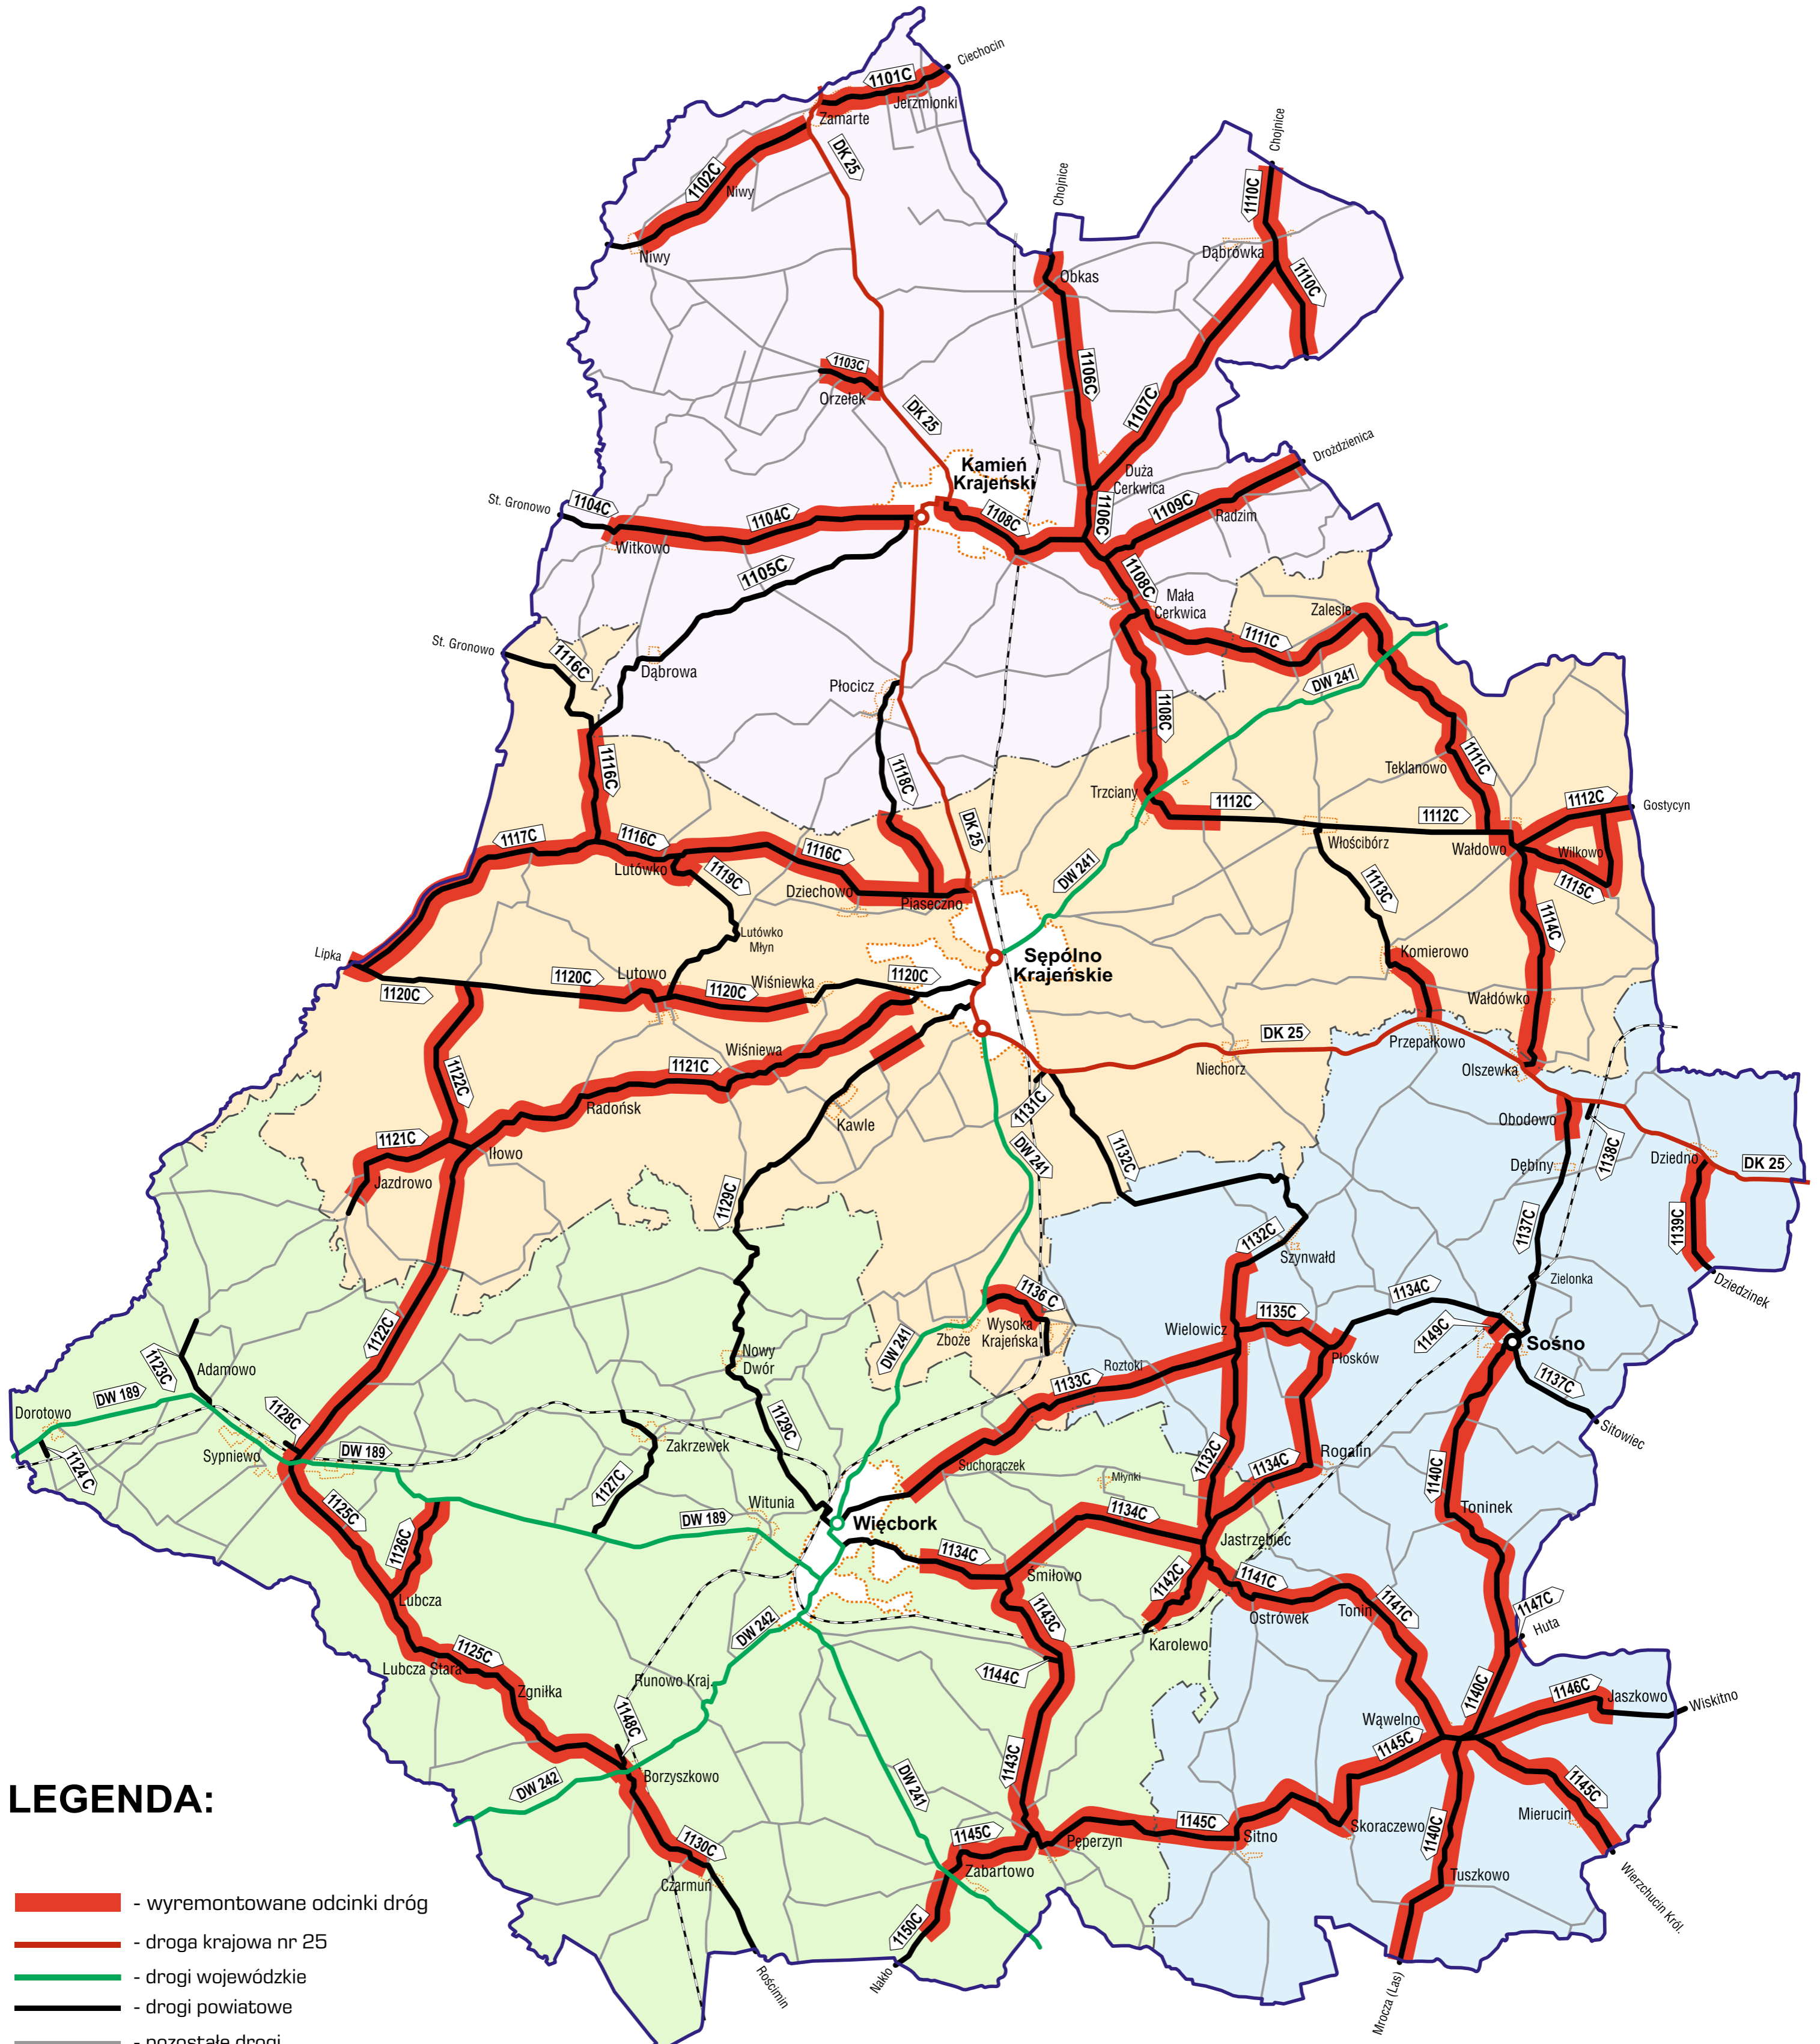 Ciechocin
1101C
Jerzmionki
Zamarte
DK 25
1102C
Niwy
Niwy
Chojnice
Chojnice
1110C
Dąbrówka
1110C
Obkas
1103C
Orzełek
DK 25
1106C
1107C
Kamień
Krajeński
Duża
Cerkwica
Drożdzienica
St. Gronowo
1104C
1104C
Witkowo
1108C
1106C
1109C
Radzim
1105C
1108C
Mała
Cerkwica
Zalesie
1111C
St. Gronowo
1116C
Dąbrowa
Płocicz
DW 241
1108C
1116C
1118C
Teklanowo
1111C
Trzciany
1112C
1112C
1112C
Gostycyn
1117C
1116C
1116C
DK 25
Włościbórz
Wałdowo
Wilkowo
Lutówko
1119C
Dziechowo
Piaseczno
DW 241
1113C
1115C
1114C
Lutówko
Młyn
Lipka
Sępólno
Krajeńskie
Komierowo
1120C
1120C
Lutowo
1120C
Wiśniewka
1120C
Wałdówko
DK 25
Przepałkowo
Niechorz
Olszewka
Wiśniewa
1121C
Radońsk
1122C
Kawle
1131C
Obodowo
1138C
1121C
Iłowo
Jazdrowo
DW 241
1132C
Dębiny
Dziedno
DK 25
1129C
1132C
Szynwałd
1137C
1139C
Zielonka
Dziedzinek
1136 C
Wysoka
Krajeńska
Zboże
1134C
1122C
1123C
Adamowo
DW 241
Wielowicz
1135C
1149C
Sośno
Nowy
Dwór
Roztoki
Płosków
1133C
1137C
DW 189
Dorotowo
1128C
Sitowiec
1129C
Zakrzewek
DW 189
Sypniewo
1124 C
1127C
Suchorączek
Młynki
1132C
1134C
Rogalin
1140C
Witunia
Toninek
1125C
DW 189
Więcbork
1134C
Jastrzębiec
1126C
1134C
Śmiłowo
1142C
1141C
Lubcza
Ostrówek
Tonin
1141C
1147C
Huta
DW 242
1143C
Karolewo
1125C
Lubcza Stara
1144C
Runowo Kraj.
Zgniłka
1140C
1146C
Jaszkowo
Wiskitno
1148C
Wąwelno
1145C
1143C
Borzyszkowo
DW 242
DW 241
1145C
Mierucin
LEGENDA:
1145C
1145C
Sitno
Skoraczewo
1140C
Pęperzyn
1130C
Zabartowo
Tuszkowo
Wierzchucin Król.
Czarmuń
- wyremontowane odcinki dróg
1150C
- droga krajowa nr 25
Nakło
Rościmin
- drogi wojewódzkie
- drogi powiatowe
Mrocza (Las)
- pozostałe drogi